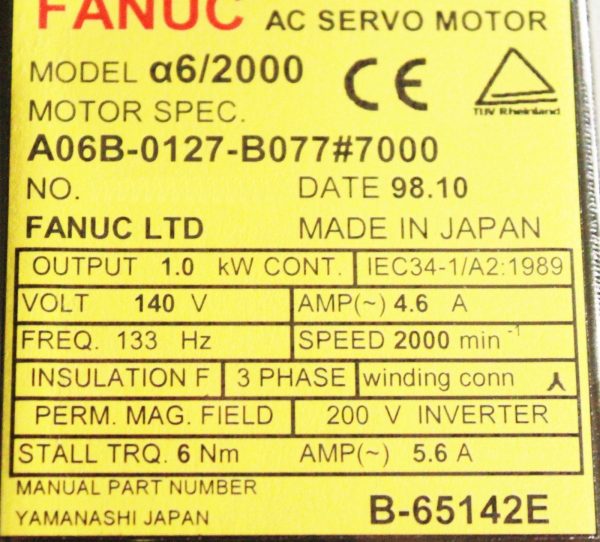 FANUC AC SERVO MOTOR
MODEL α6/2000
CE
MOTOR SPEC.
TUV Rheinland
A06B-0127-B077#7000
NO. DATE 98.10
FANUC LTD MADE IN JAPAN
OUTPUT 1.0 kW CONT. IEC34-1/A2:1989
VOLT 140 V AMP(~) 4.6 A
FREQ. 133 Hz SPEED 2000 min⁻¹
INSULATION F 3 PHASE winding conn
PERM. MAG. FIELD 200 V INVERTER
STALL TRQ. 6 Nm AMP(~) 5.6 A
MANUAL PART NUMBER
YAMANASHI JAPAN B-65142E